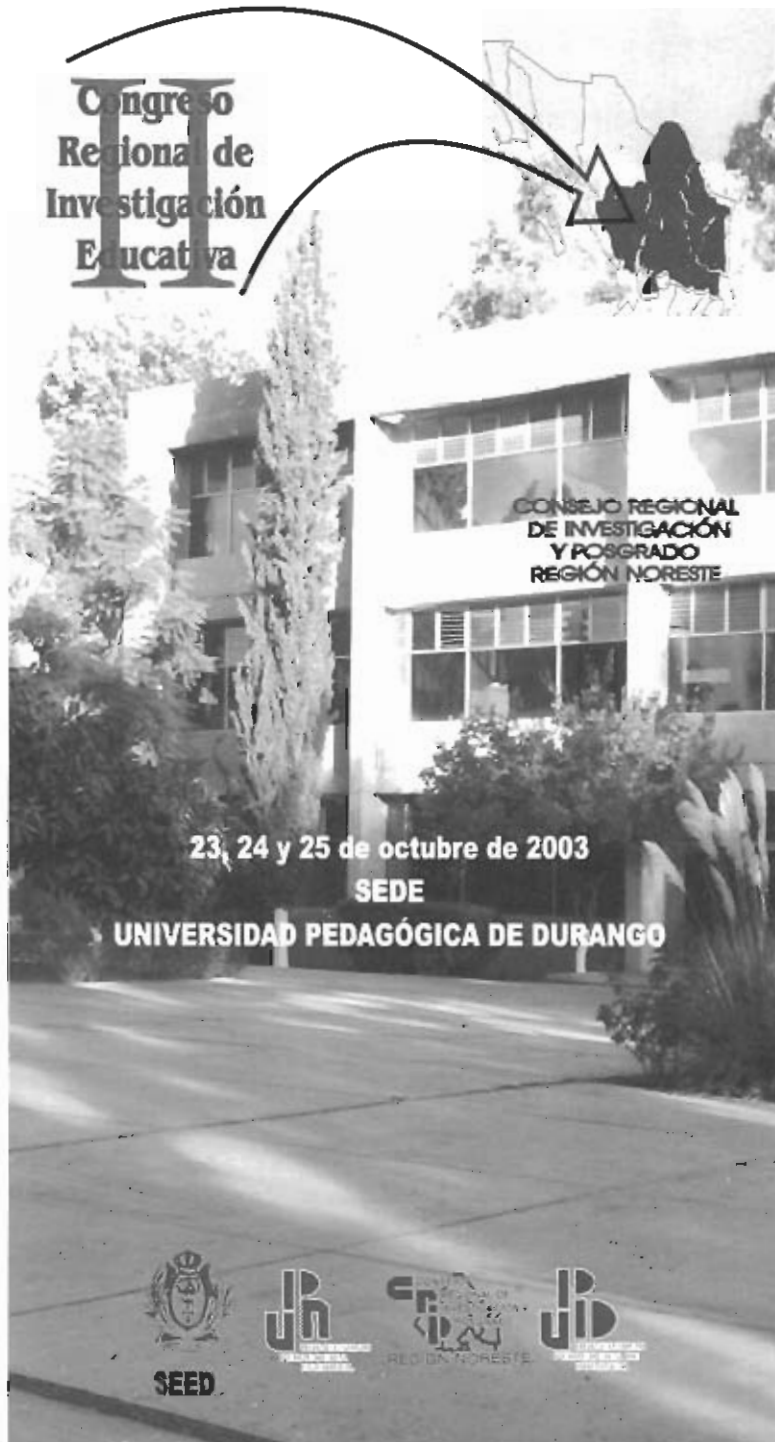 II
Congreso
Regional de
Investigación
Educativa
CONSEJO REGIONAL
DE INVESTIGACIÓN
Y POSGRADO
REGIÓN NORESTE
23, 24 y 25 de octubre de 2003
SEDE
UNIVERSIDAD PEDAGÓGICA DE DURANGO
SEED
REGIÓN NORESTE